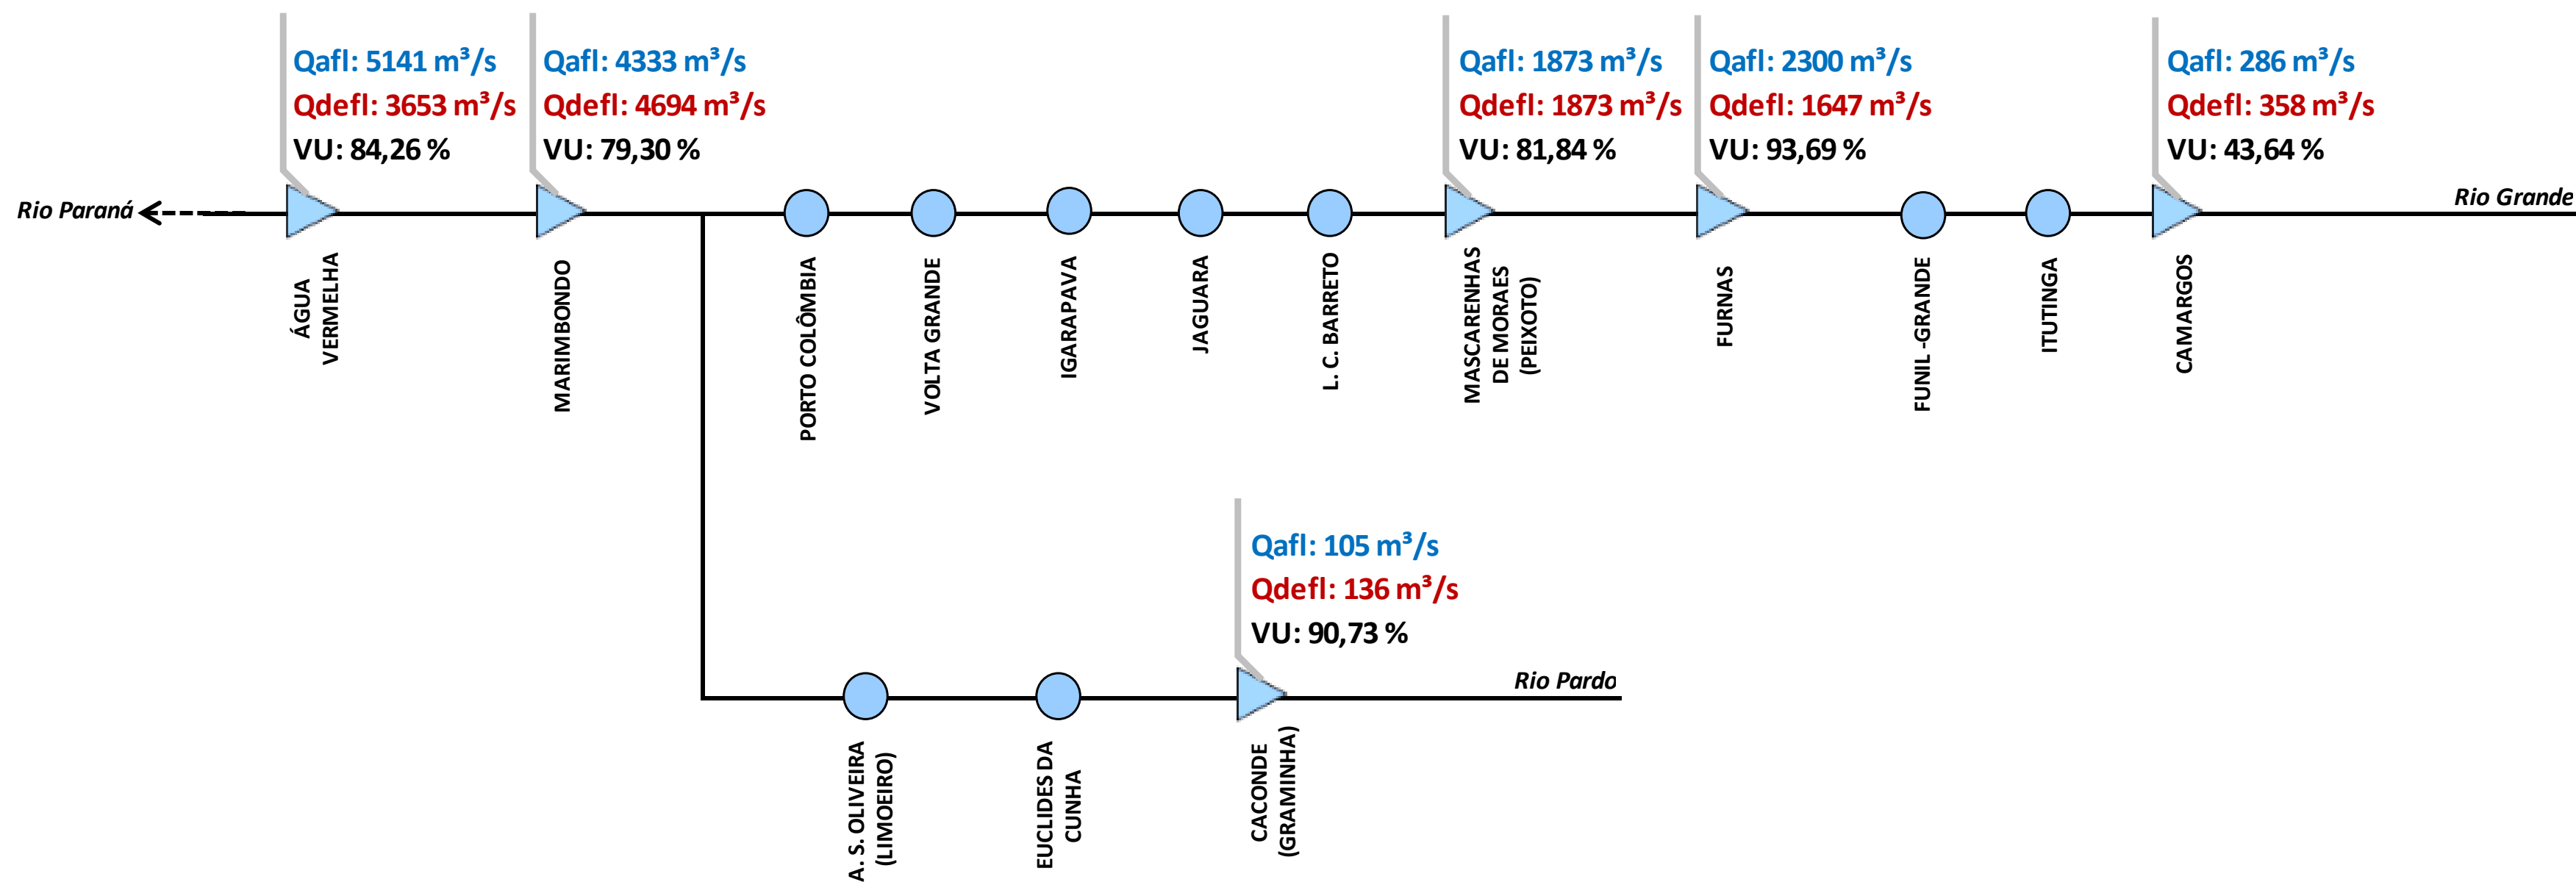 Qafl: 5141 m³/s
Qdefl: 3653 m³/s
VU: 84,26 %
Qafl: 4333 m³/s
Qdefl: 4694 m³/s
VU: 79,30 %
Qafl: 1873 m³/s
Qdefl: 1873 m³/s
VU: 81,84 %
Qafl: 2300 m³/s
Qdefl: 1647 m³/s
VU: 93,69 %
Qafl: 286 m³/s
Qdefl: 358 m³/s
VU: 43,64 %
Rio Paraná
Rio Grande
ÁGUA
VERMELHA
MARIMBONDO
PORTO COLÔMBIA
VOLTA GRANDE
IGARAPAVA
JAGUARA
L. C. BARRETO
MASCARENHAS
DE MORAES
(PEIXOTO)
FURNAS
FUNIL -GRANDE
ITUTINGA
CAMARGOS
Qafl: 105 m³/s
Qdefl: 136 m³/s
VU: 90,73 %
Rio Pardo
A. S. OLIVEIRA
(LIMOEIRO)
EUCLIDES DA
CUNHA
CACONDE
(GRAMINHA)